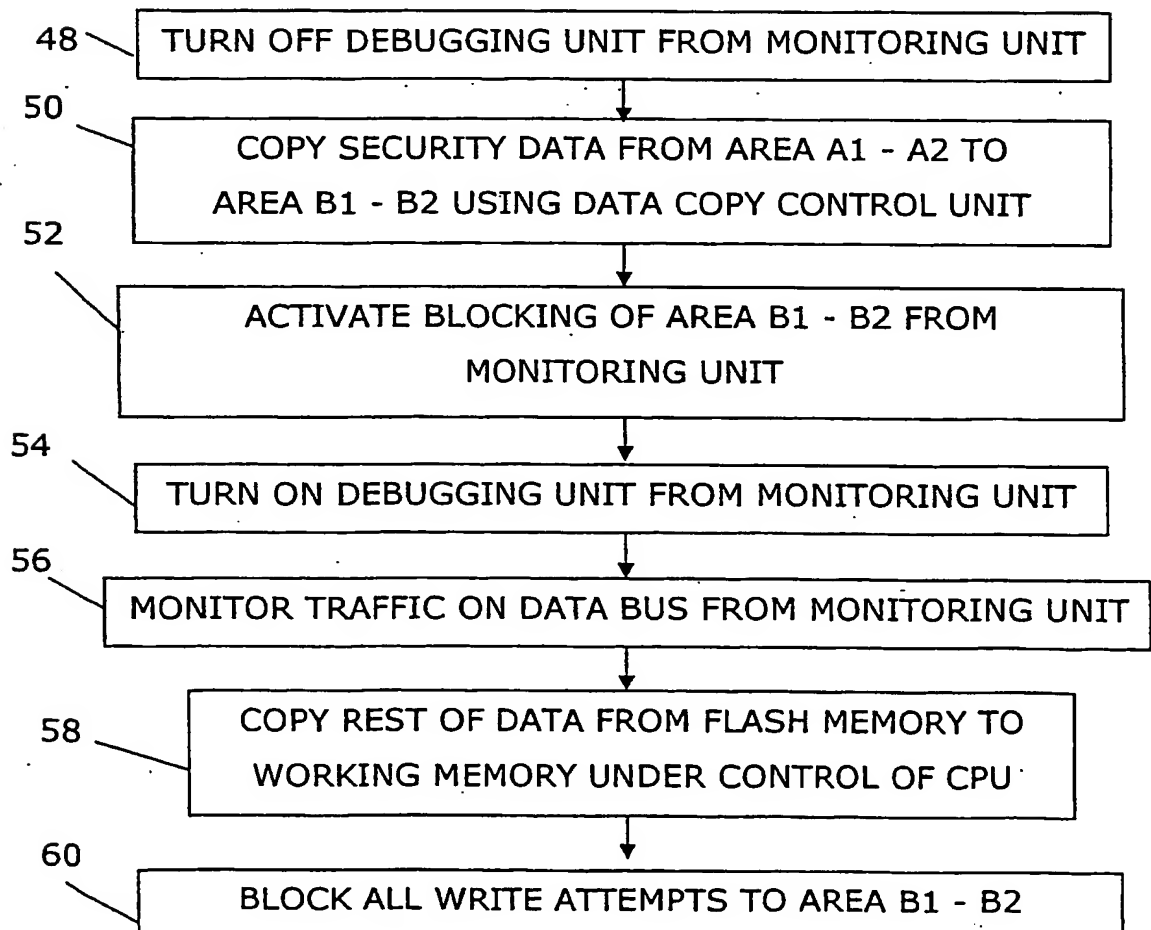 48
TURN OFF DEBUGGING UNIT FROM MONITORING UNIT
50
COPY SECURITY DATA FROM AREA A1 - A2 TO
AREA B1 - B2 USING DATA COPY CONTROL UNIT
52
ACTIVATE BLOCKING OF AREA B1 - B2 FROM
MONITORING UNIT
54
TURN ON DEBUGGING UNIT FROM MONITORING UNIT
56
MONITOR TRAFFIC ON DATA BUS FROM MONITORING UNIT
58
COPY REST OF DATA FROM FLASH MEMORY TO
WORKING MEMORY UNDER CONTROL OF CPU
60
BLOCK ALL WRITE ATTEMPTS TO AREA B1 - B2